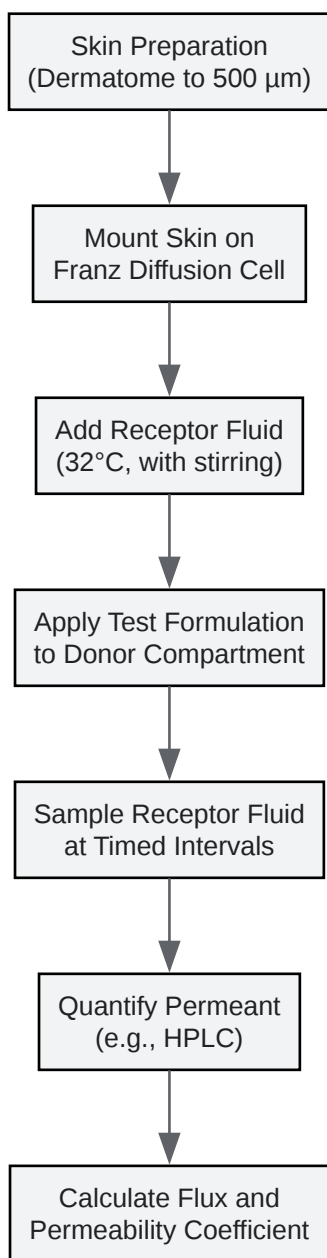 Skin Preparation
(Dermatome to 500 µm)
Mount Skin on
Franz Diffusion Cell
Add Receptor Fluid
(32°C, with stirring)
Apply Test Formulation
to Donor Compartment
Sample Receptor Fluid
at Timed Intervals
Quantify Permeant
(e.g., HPLC)
Calculate Flux and
Permeability Coefficient